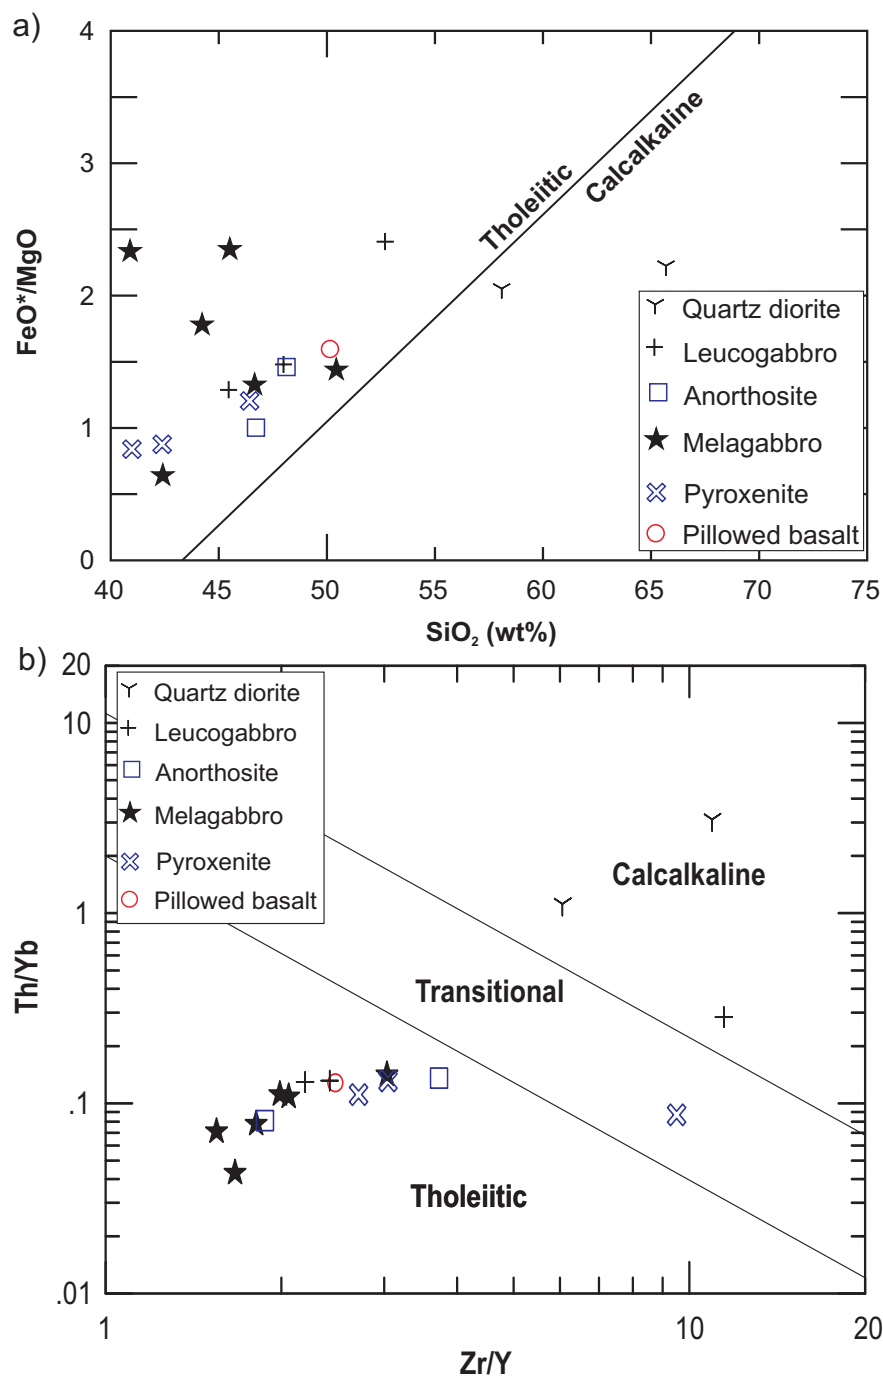 a)
4
3
2
1
0
FeO*/MgO
Tholeiitic
Calcalkaline
Quartz diorite
Leucogabbro
Anorthosite
Melagabbro
Pyroxenite
Pillowed basalt
40 45 50 55 60 65 70 75
SiO₂ (wt%)
b)
20
10
1
.1
.01
Th/Yb
Quartz diorite
Leucogabbro
Anorthosite
Melagabbro
Pyroxenite
Pillowed basalt
Calcalkaline
Transitional
Tholeiitic
1 10 20
Zr/Y